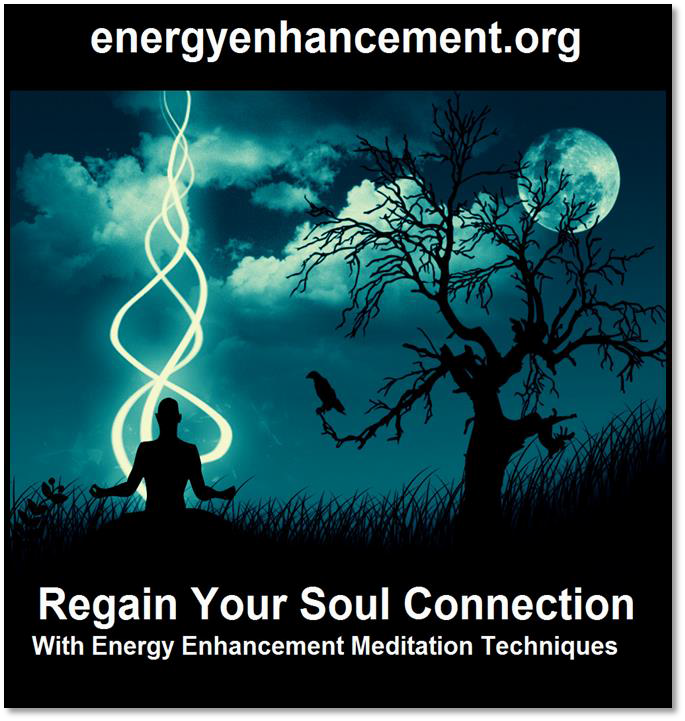 energyenhancement.org
Regain Your Soul Connection
With Energy Enhancement Meditation Techniques